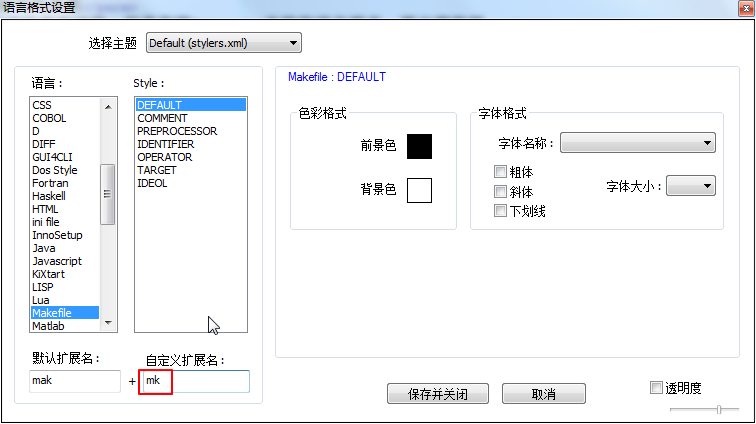 语言格式设置
选择主题 Default (stylers.xml)
语言： Style：
Makefile : DEFAULT
CSS
COBOL
D
DIFF
GUI4CLI
Dos Style
Fortran
Haskell
HTML
ini file
InnoSetup
Java
Javascript
KiXtart
LISP
Lua
Makefile
Matlab
DEFAULT
COMMENT
PREPROCESSOR
IDENTIFIER
OPERATOR
TARGET
IDEOL
色彩格式
前景色
背景色
字体格式
字体名称：
粗体
斜体
下划线
字体大小：
默认扩展名： 自定义扩展名：
mak + mk
保存并关闭 取消 透明度